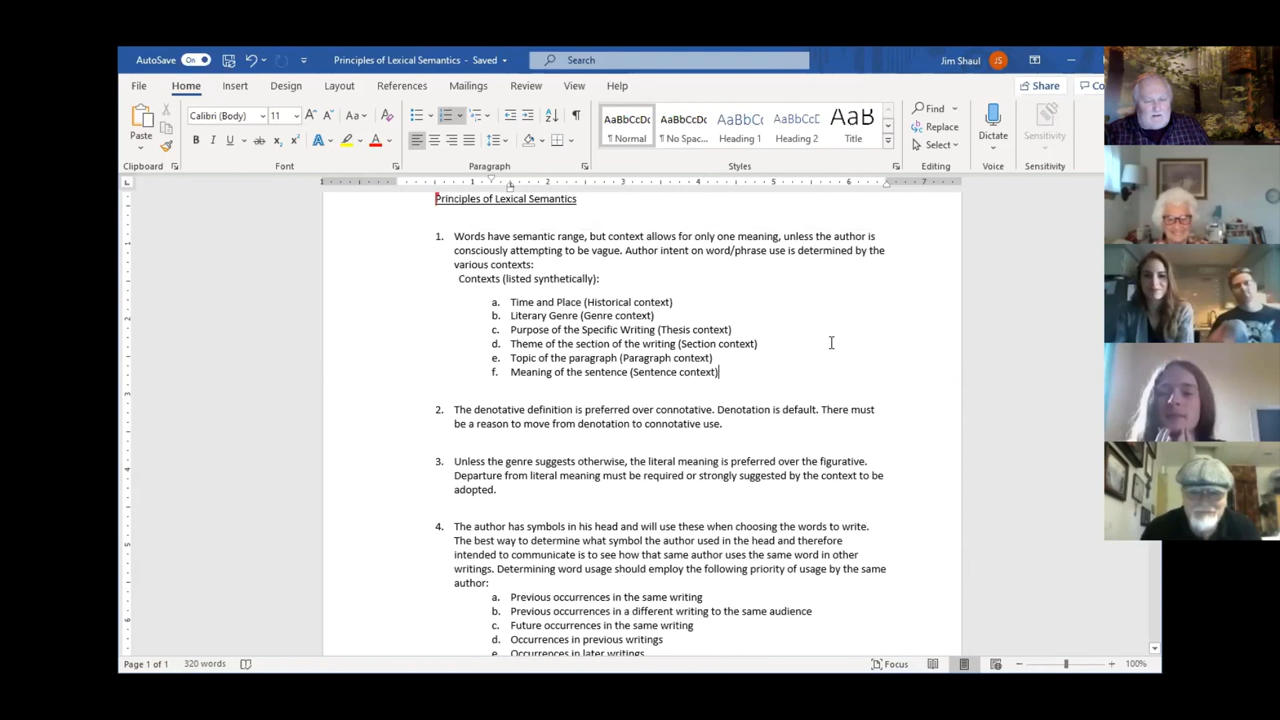 AutoSave On Principles of Lexical Semantics - Saved Search Jim Shaul JS
File Home Insert Design Layout References Mailings Review View Help Share Co
Paste Calibri (Body) 11 Aa AaBbCcDc AaBbCcDc AaBbCc AaBbCcD AaB Find Dictate Sensitivity
Replace
B I U ab x A A Normal No Spac... Heading 1 Heading 2 Title Select
Clipboard Font Paragraph Styles Editing Voice Sensitivity
1 1 2 3 4 5 6 7
Principles of Lexical Semantics
1. Words have semantic range, but context allows for only one meaning, unless the author is
consciously attempting to be vague. Author intent on word/phrase use is determined by the
various contexts:
Contexts (listed synthetically):
a. Time and Place (Historical context)
b. Literary Genre (Genre context)
c. Purpose of the Specific Writing (Thesis context)
d. Theme of the section of the writing (Section context)
e. Topic of the paragraph (Paragraph context)
f. Meaning of the sentence (Sentence context)
2. The denotative definition is preferred over connotative. Denotation is default. There must
be a reason to move from denotation to connotative use.
3. Unless the genre suggests otherwise, the literal meaning is preferred over the figurative.
Departure from literal meaning must be required or strongly suggested by the context to be
adopted.
4. The author has symbols in his head and will use these when choosing the words to write.
The best way to determine what symbol the author used in the head and therefore
intended to communicate is to see how that same author uses the same word in other
writings. Determining word usage should employ the following priority of usage by the same
author:
a. Previous occurrences in the same writing
b. Previous occurrences in a different writing to the same audience
c. Future occurrences in the same writing
d. Occurrences in previous writings
e. Occurrences in later writings
Page 1 of 1 320 words Focus 100%